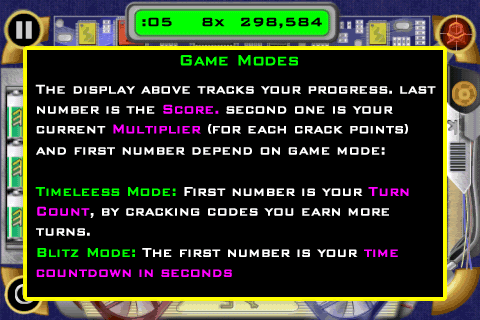 :05 8x 298,584
Game Modes
The display above tracks your progress. last
number is the Score. second one is your
current Multiplier (for each crack points)
and first number depend on game mode:
Timeleess Mode: First number is your Turn
Count, by cracking codes you earn more
turns.
Blitz Mode: The first number is your time
countdown in seconds